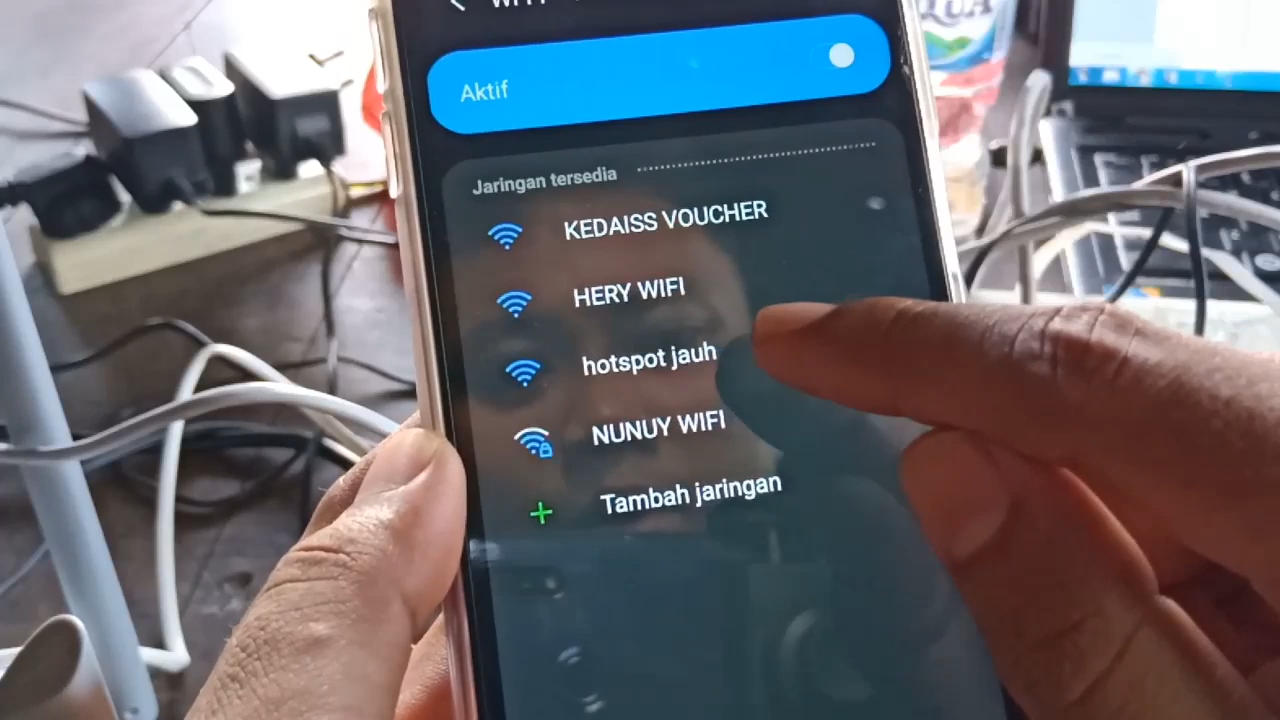 Aktif
Jaringan tersedia
KEDAISS VOUCHER
HERY WIFI
hotspot jauh
NUNUY WIFI
Tambah jaringan